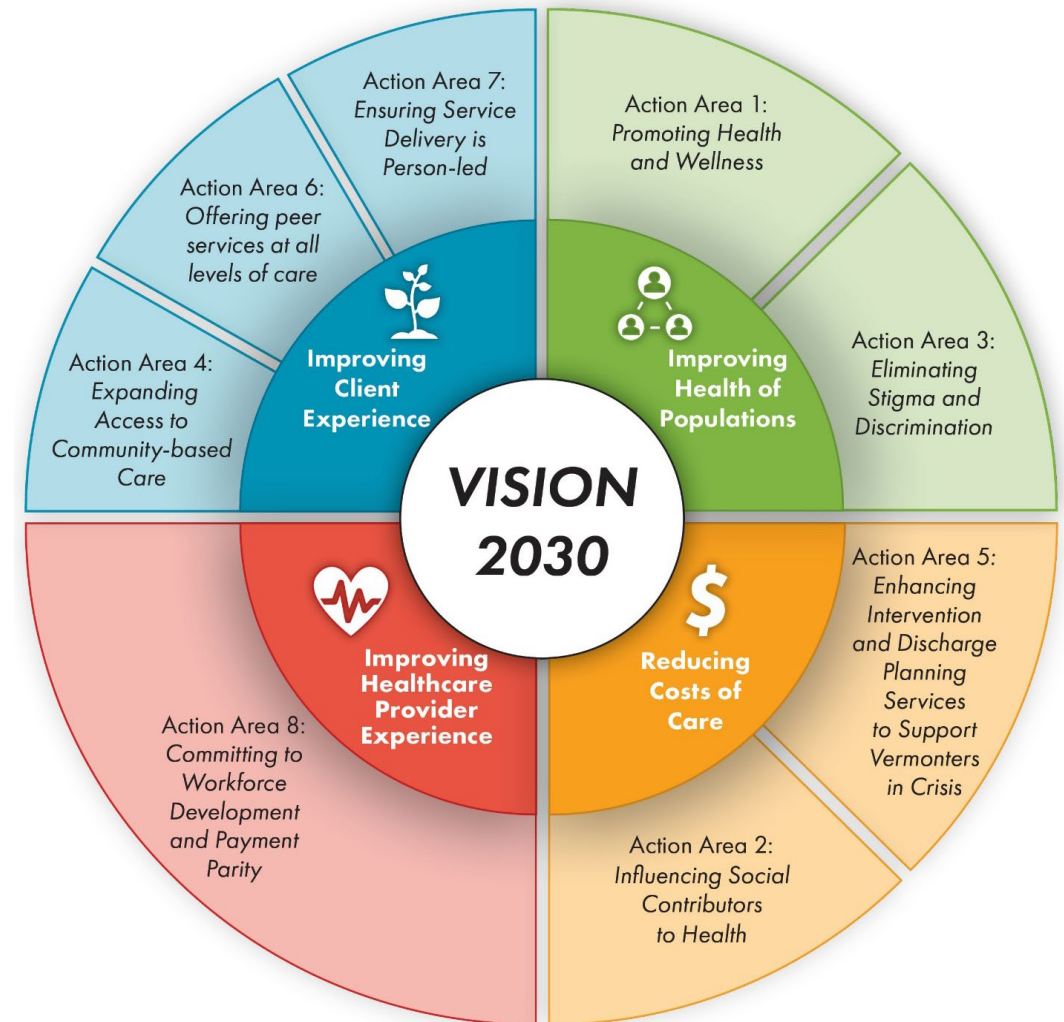 Action Area 7:
Ensuring Service
Delivery is
Person-led
Action Area 1:
Promoting Health
and Wellness
Action Area 6:
Offering peer
services at all
levels of care
Action Area 4:
Expanding
Access to
Community-based
Care
Improving
Client
Experience
Improving
Health of
Populations
Action Area 3:
Eliminating
Stigma and
Discrimination
VISION
2030
Improving
Healthcare
Provider
Experience
$
Reducing
Costs of
Care
Action Area 5:
Enhancing
Intervention
and Discharge
Planning
Services
to Support
Vermonters
in Crisis
Action Area 8:
Committing to
Workforce
Development
and Payment
Parity
Action Area 2:
Influencing Social
Contributors
to Health